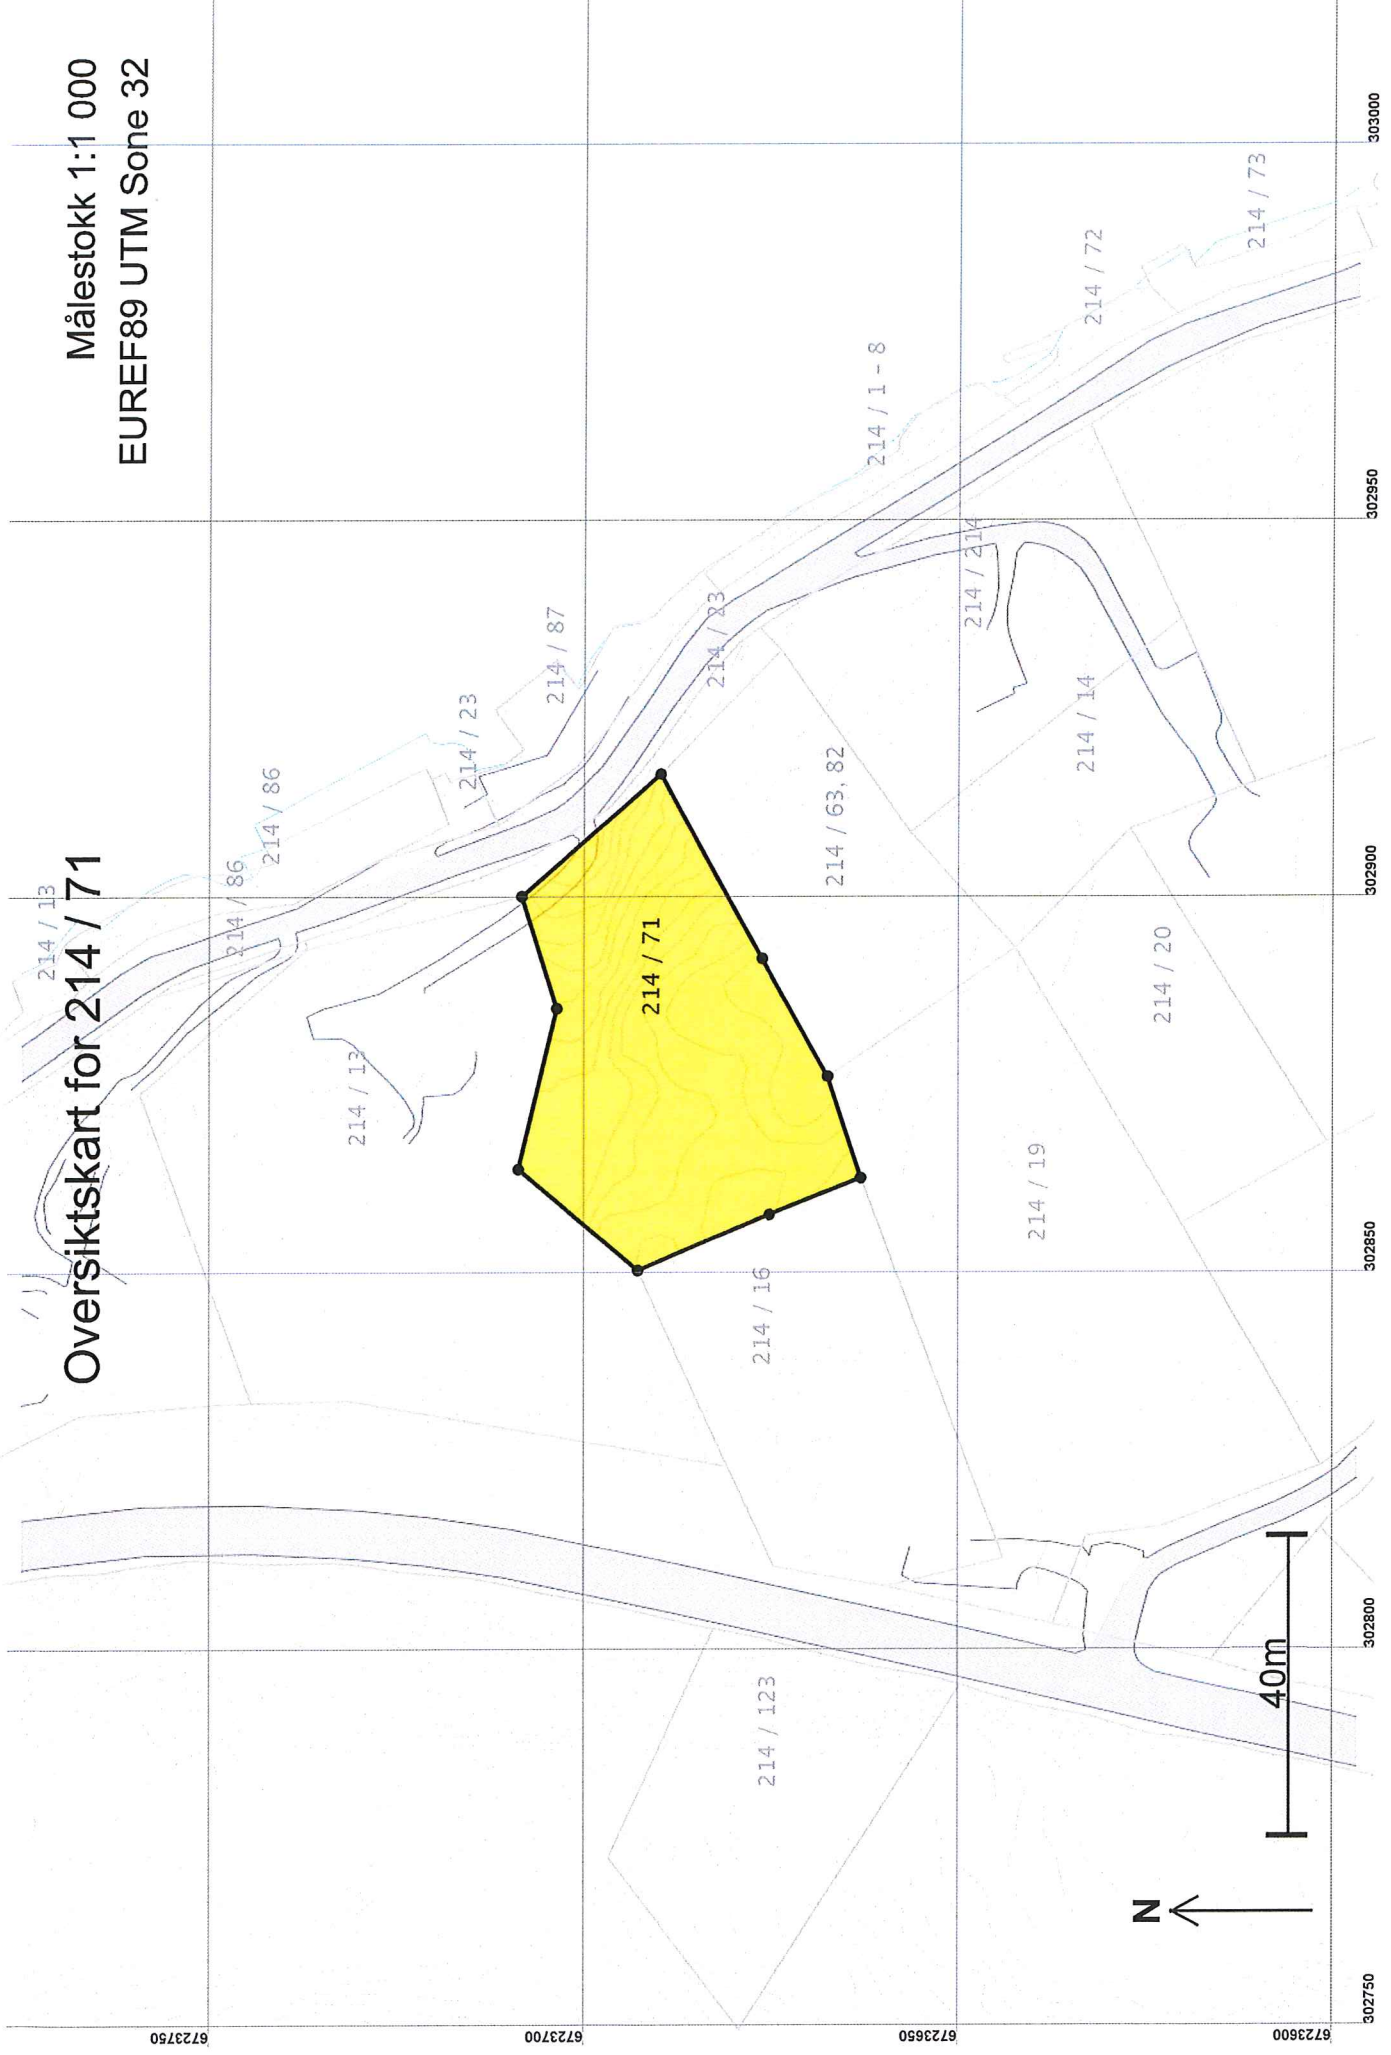 Oversiktskart for 214 / 71
Målestokk 1:1 000
EUREF89 UTM Sone 32
214 / 13
214 / 86
214 / 86
214 / 13
214 / 23
214 / 87
214 / 71
214 / 23
214 / 16
214 / 123
214 / 63, 82
214 / 1 - 8
214 / 214
214 / 19
214 / 14
214 / 72
214 / 20
214 / 73
N
40m
6723750
6723700
6723650
6723600
302750
302800
302850
302900
302950
303000